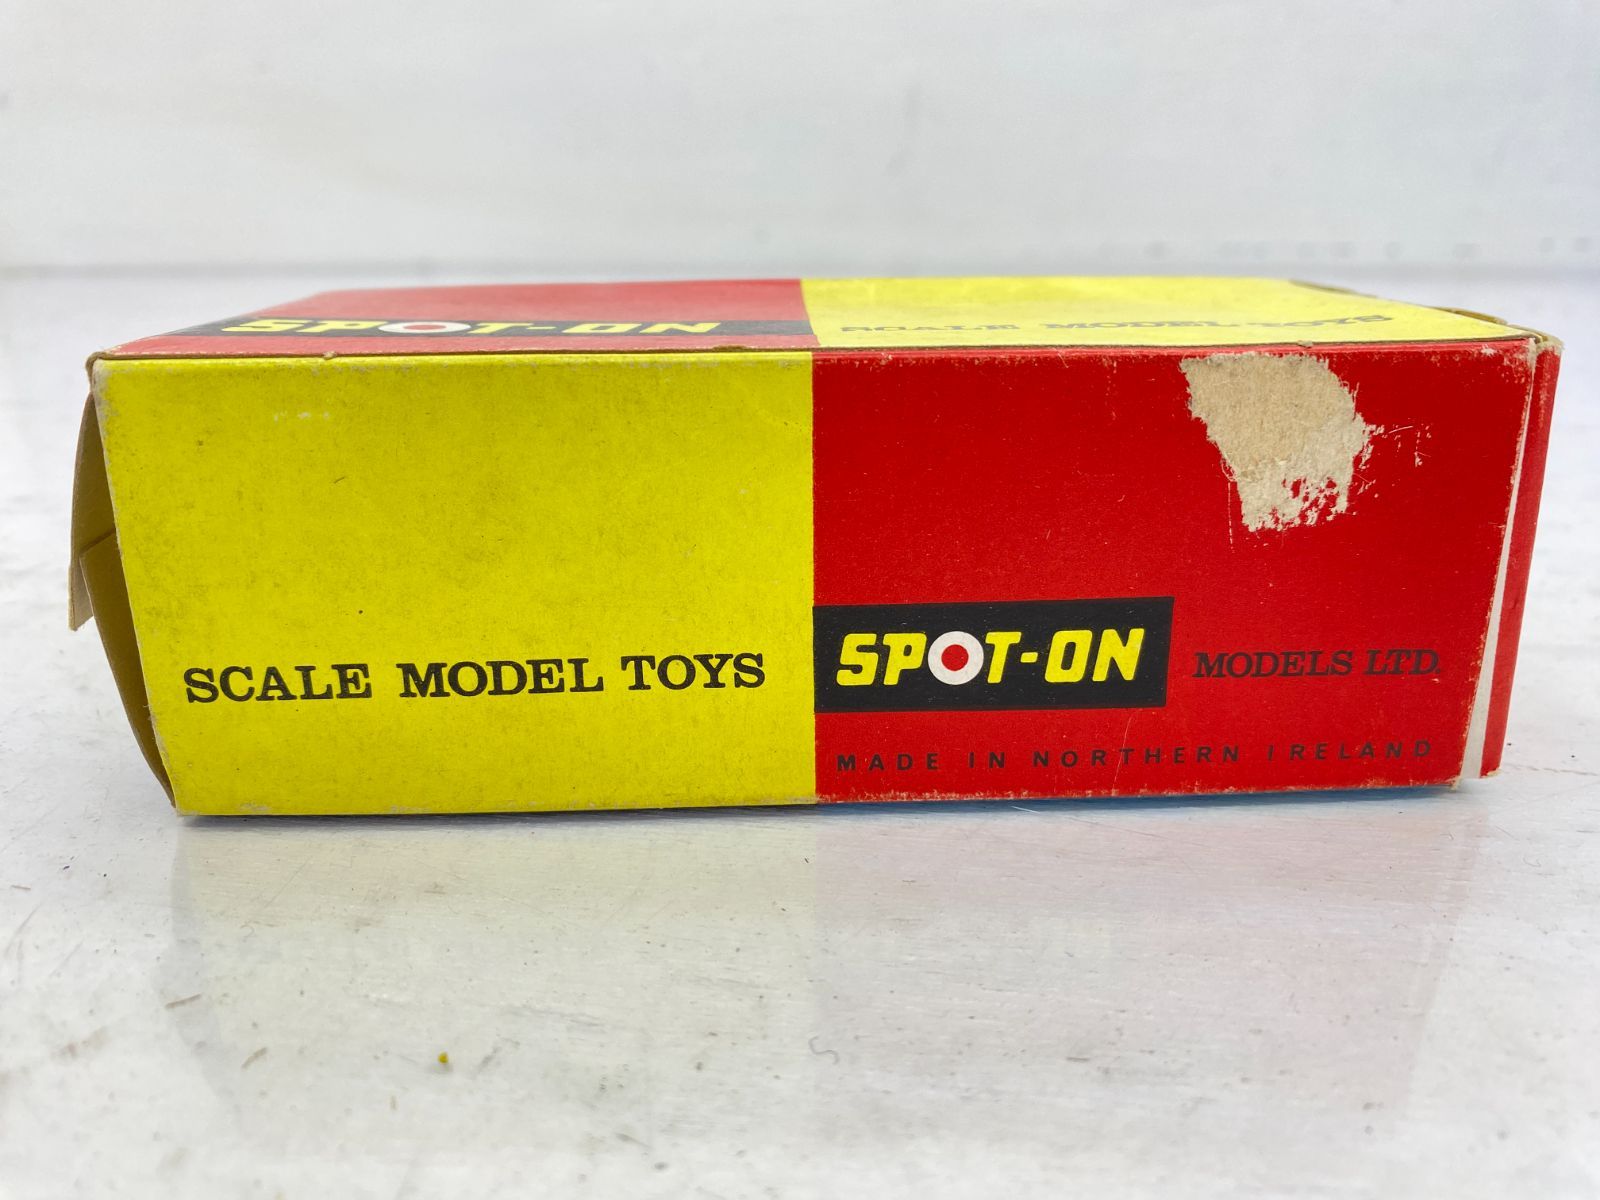 SPOT-ON
SCALE MODEL TOYS
SCALE MODEL TOYS
SPOT-ON MODELS LTD.
MADE IN NORTHERN IRELAND